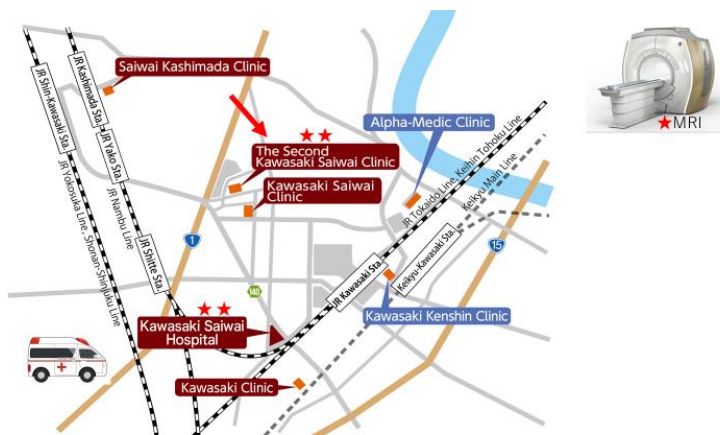 Saiwai Kashimada Clinic
JR Shin-Kawasaki Sta.
JR Kashimada Sta.
JR Yako Sta.
JR Yokosuka Line, Shonan-Shinjuku Line
JR Nambu Line
JR Shitte Sta.
The Second
Kawasaki Saiwai Clinic
Kawasaki Saiwai
Clinic
Alpha-Medic Clinic
JR Tokaido Line, Keihin Tohoku Line
Keikyu Main Line
1
15
140
JR Kawasaki Sta.
Keikyu-Kawasaki Sta.
Kawasaki Kenshin Clinic
Kawasaki Saiwai
Hospital
Kawasaki Clinic
MRI